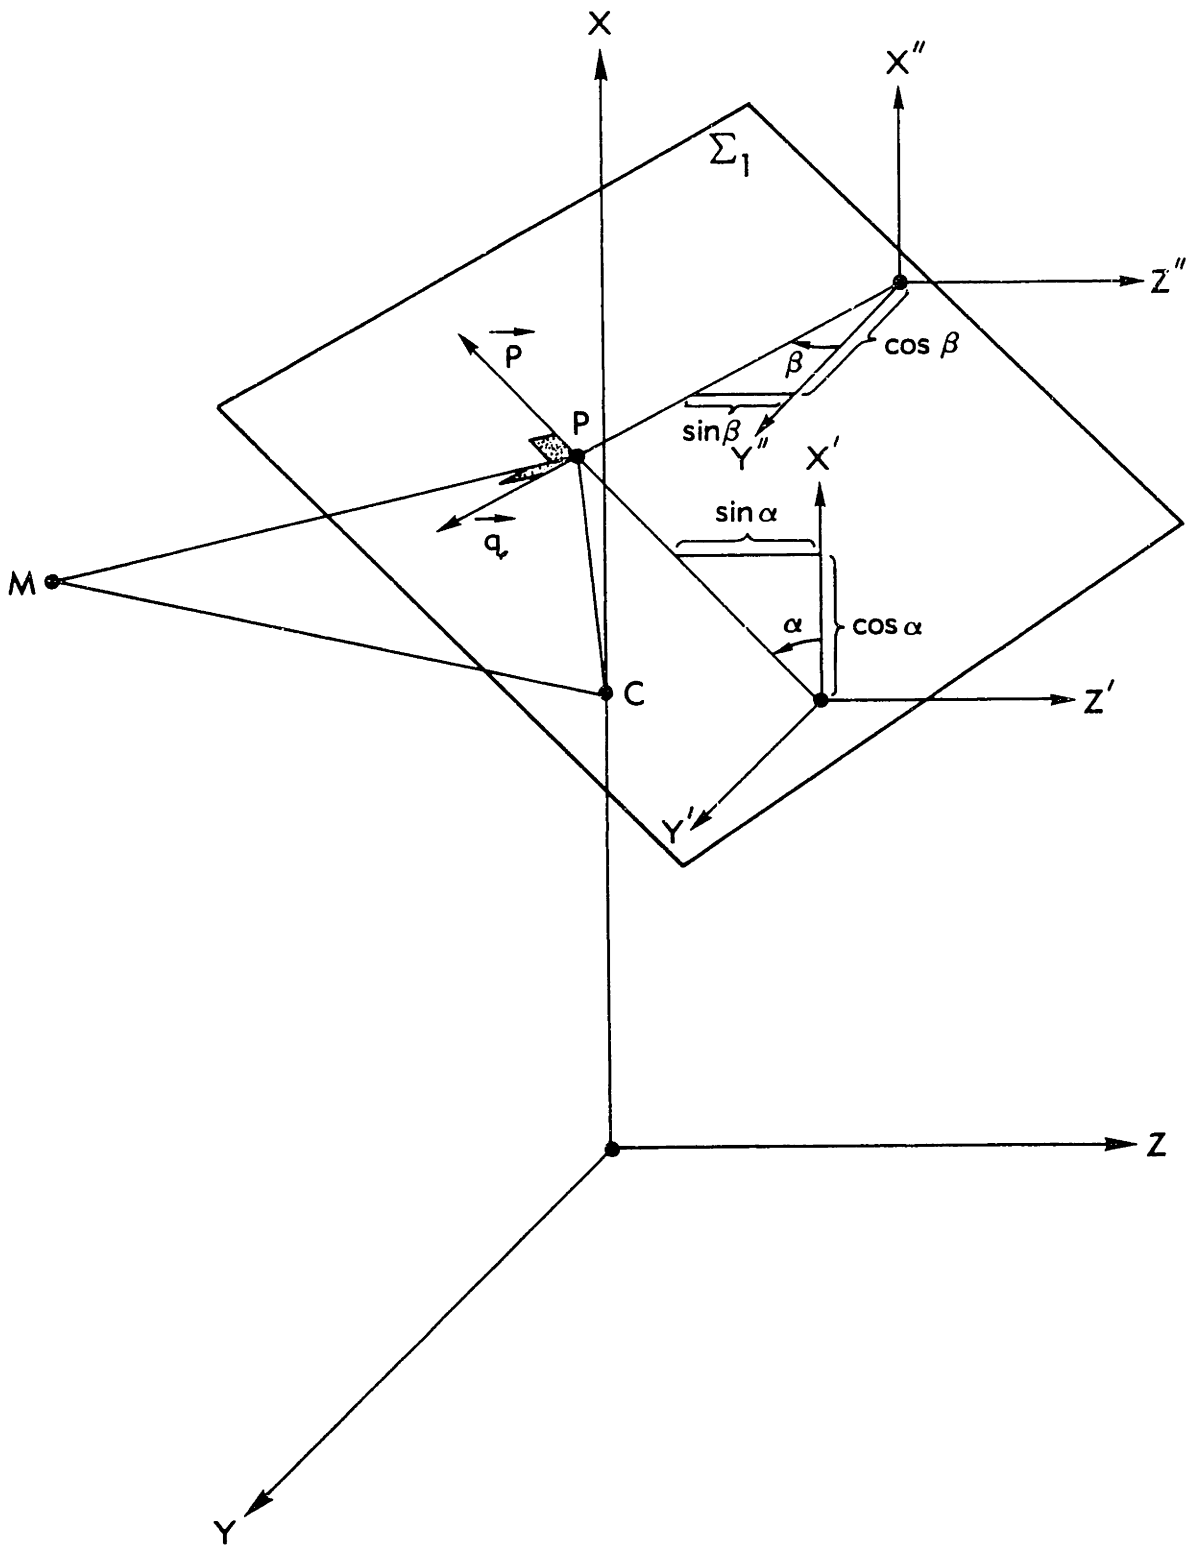 X
X″
Σ₁
Z″
cos β
β
sin β
Y″
p⃗
P
q⃗
X′
sin α
α
cos α
M
C
Z′
Y′
Z
Y